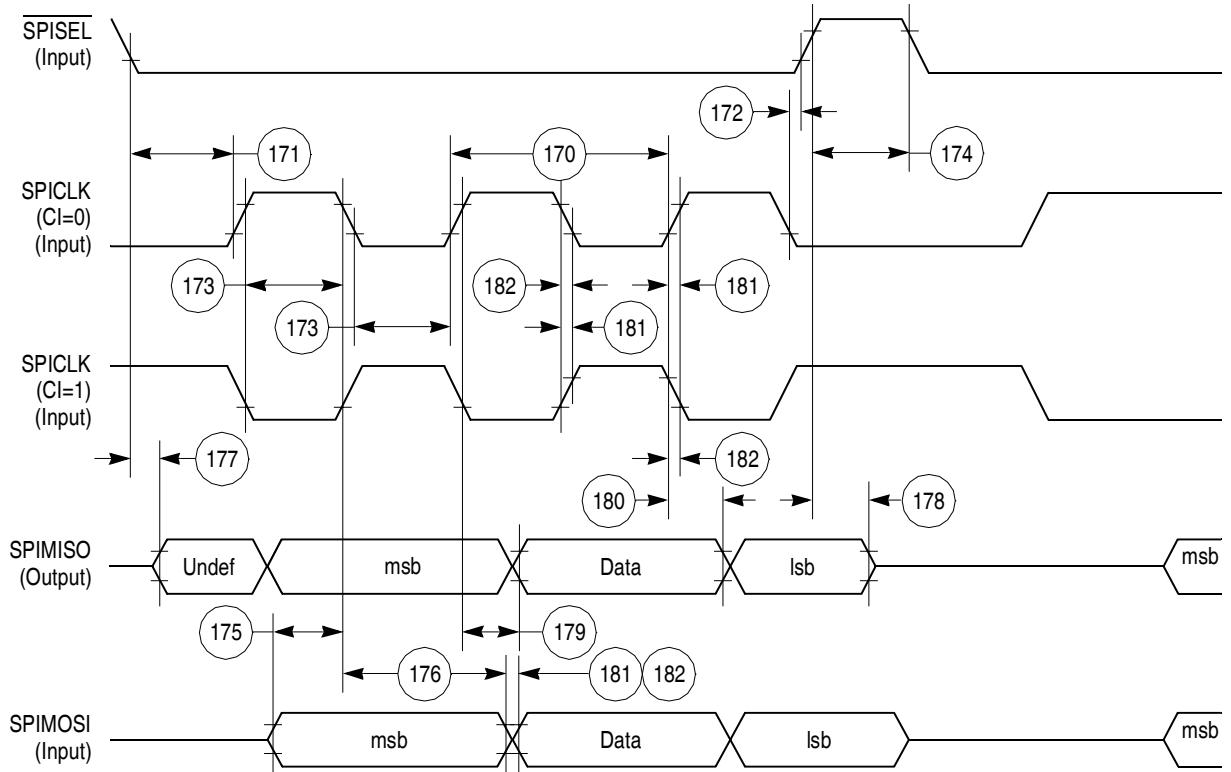 SPISEL
(Input)
172
171
170
174
SPICLK
(CI=0)
(Input)
173
182
181
173
181
SPICLK
(CI=1)
(Input)
177
182
180
178
SPIMISO
(Output)
Undef
msb
Data
lsb
msb
175
179
176
181
182
SPIMOSI
(Input)
msb
Data
lsb
msb